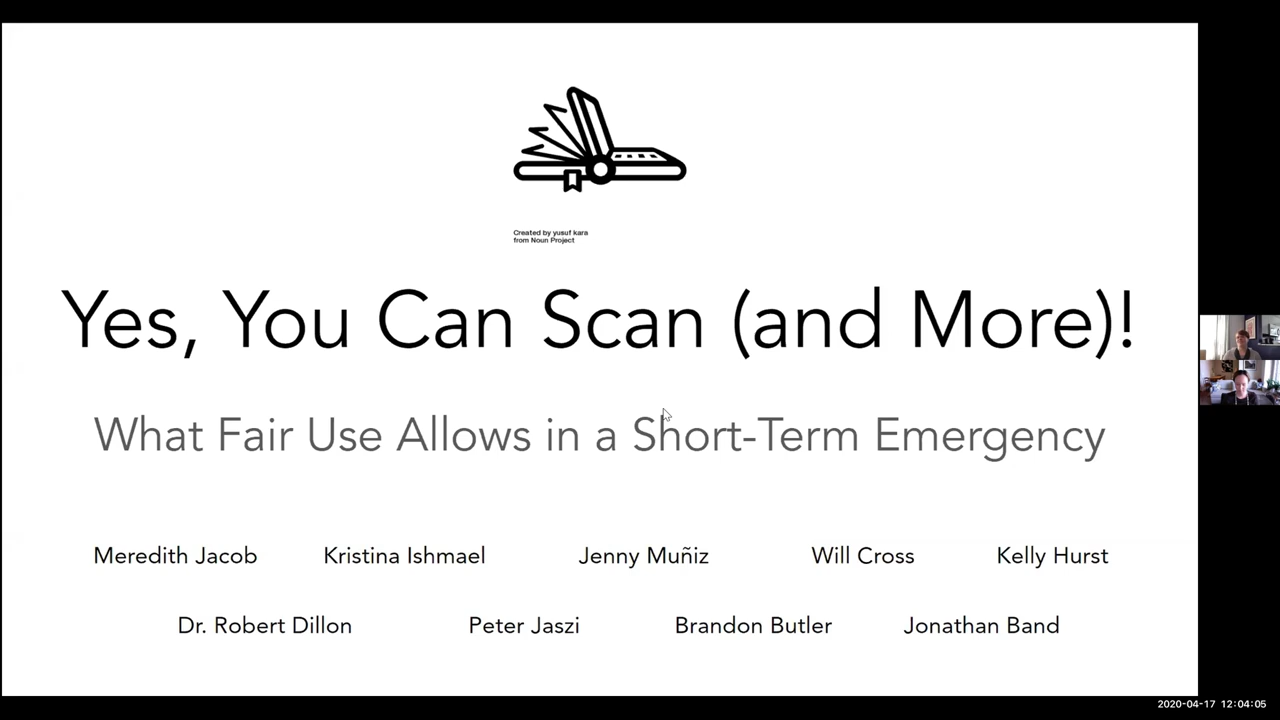 Created by yusuf kara
from Noun Project
Yes, You Can Scan (and More)!
What Fair Use Allows in a Short-Term Emergency
Meredith Jacob Kristina Ishmael Jenny Muñiz Will Cross Kelly Hurst
Dr. Robert Dillon Peter Jaszi Brandon Butler Jonathan Band
2020-04-17 12:04:05